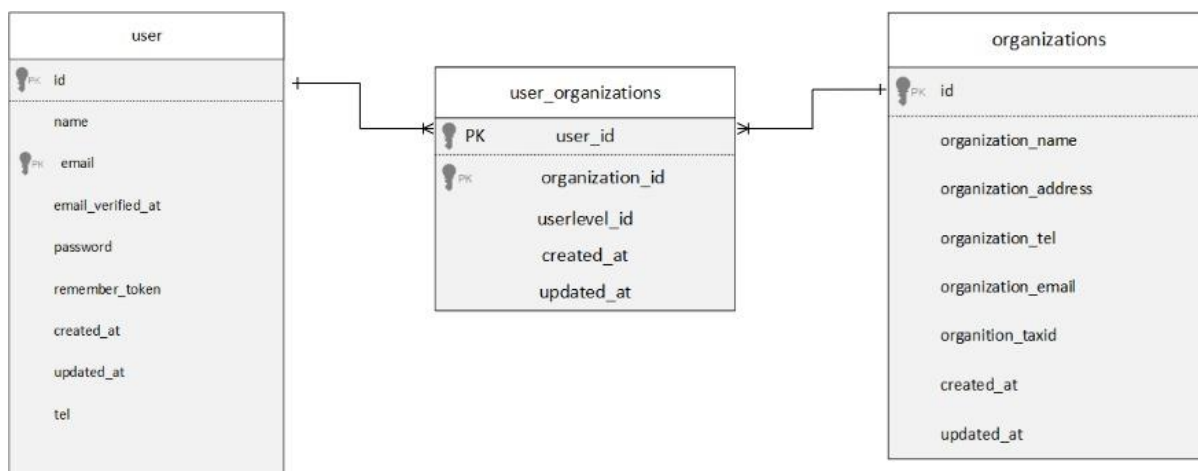 user
PK id
name
PK email
email_verified_at
password
remember_token
created_at
updated_at
tel
user_organizations
PK user_id
PK organization_id
userlevel_id
created_at
updated_at
organizations
PK id
organization_name
organization_address
organization_tel
organization_email
organition_taxid
created_at
updated_at